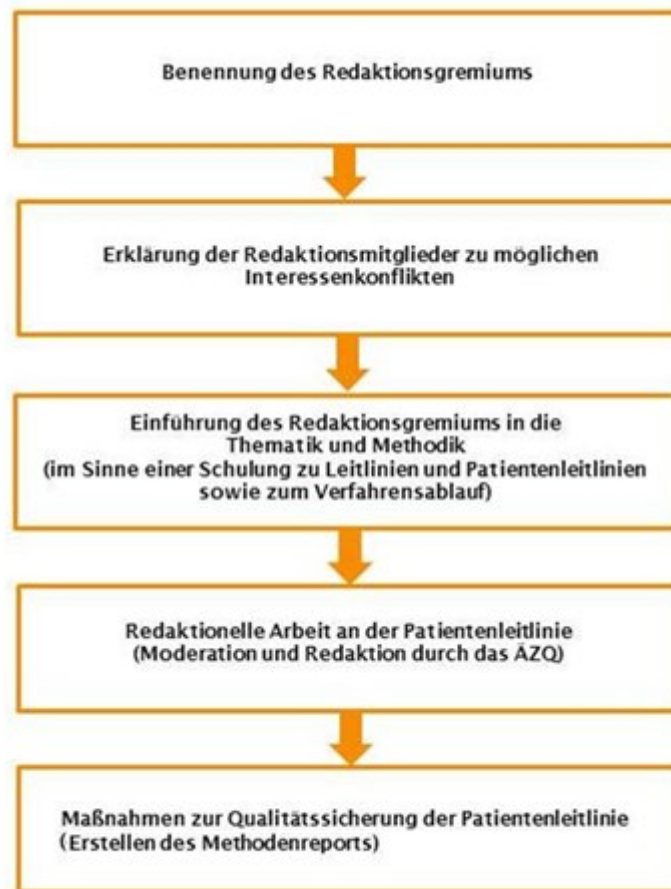 Benennung des Redaktionsgremiums
Erklärung der Redaktionsmitglieder zu möglichen
Interessenkonflikten
Einführung des Redaktionsgremiums in die
Thematik und Methodik
(im Sinne einer Schulung zu Leitlinien und Patientenleitlinien
sowie zum Verfahrensablauf)
Redaktionelle Arbeit an der Patientenleitlinie
(Moderation und Redaktion durch das ÄZQ)
Maßnahmen zur Qualitätssicherung der Patientenleitlinie
(Erstellen des Methodenreports)